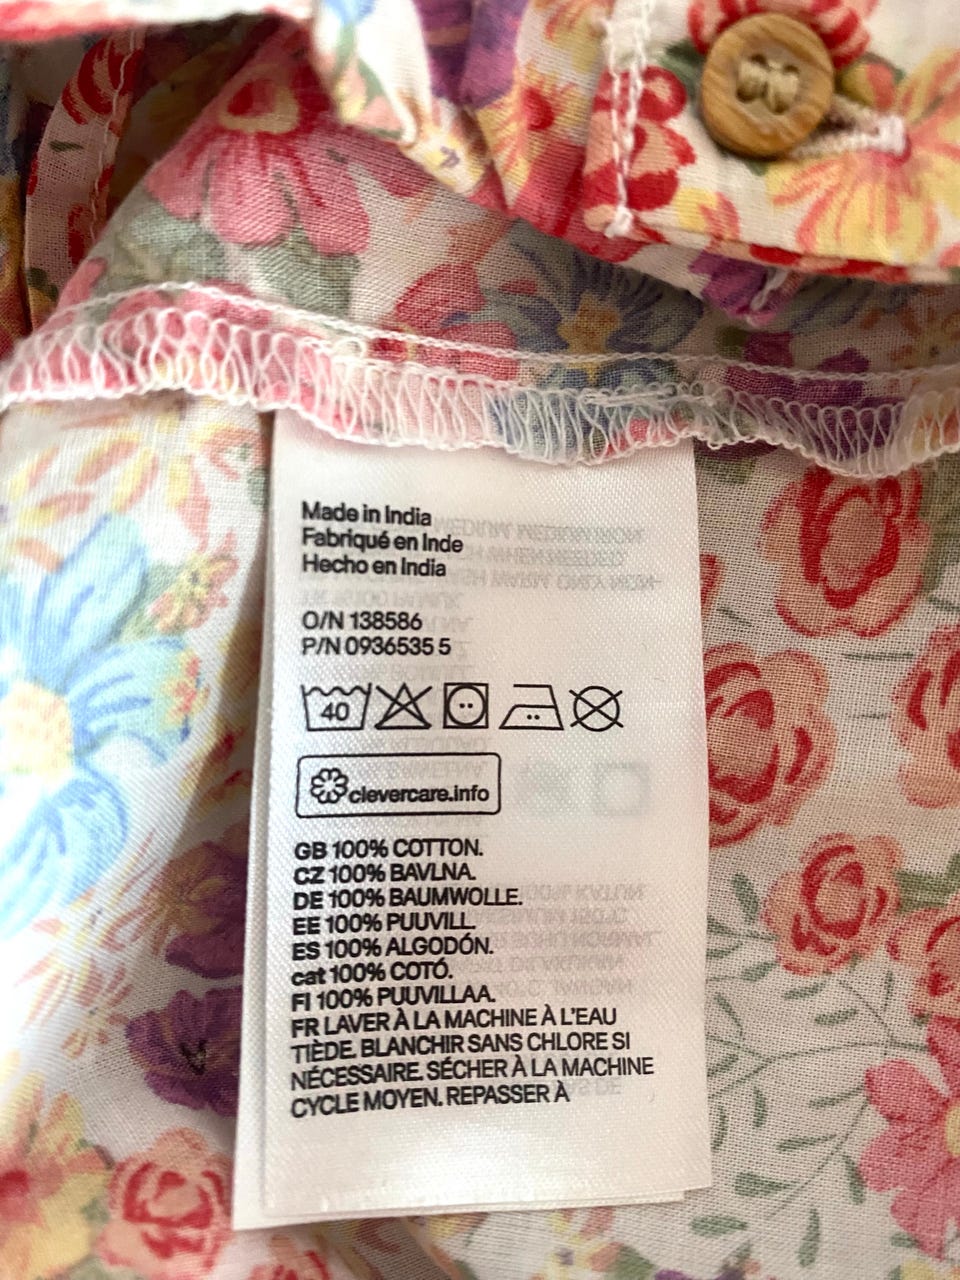 Made in India
Fabriqué en Inde
Hecho en India
O/N 138586
P/N 0936535 5
40
clevercare.info
GB 100% COTTON.
CZ 100% BAVLNA.
DE 100% BAUMWOLLE.
EE 100% PUUVILL.
ES 100% ALGODÓN.
cat 100% COTÓ.
FI 100% PUUVILLAA.
FR LAVER À LA MACHINE À L'EAU
TIÈDE. BLANCHIR SANS CHLORE SI
NÉCESSAIRE. SÉCHER À LA MACHINE
CYCLE MOYEN. REPASSER À